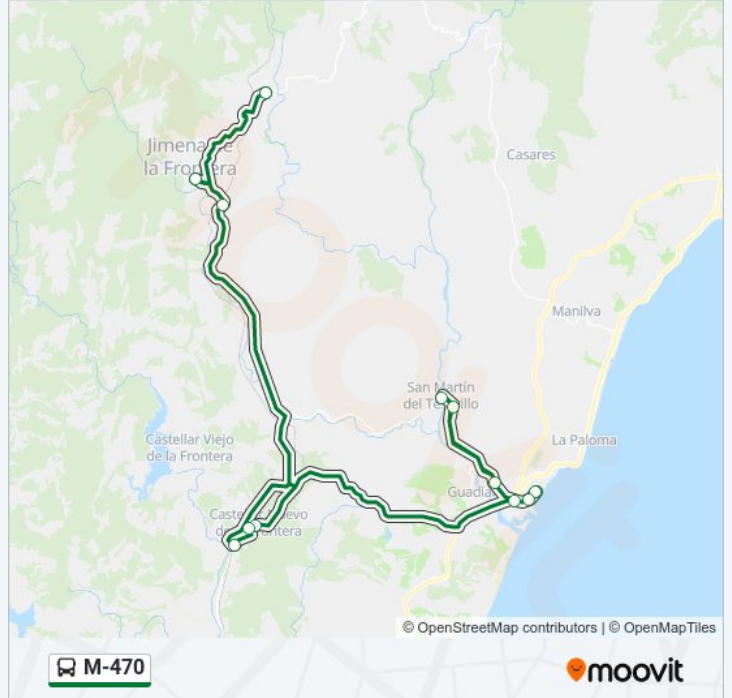 Jimena de
la Frontera
Casares
Manilva
San Martín
del Tesorillo
Castellar Viejo
de la Frontera
La Paloma
Guadia
Castellar Nuevo
de la Frontera
© OpenStreetMap contributors | © OpenMapTiles
M-470
moovit